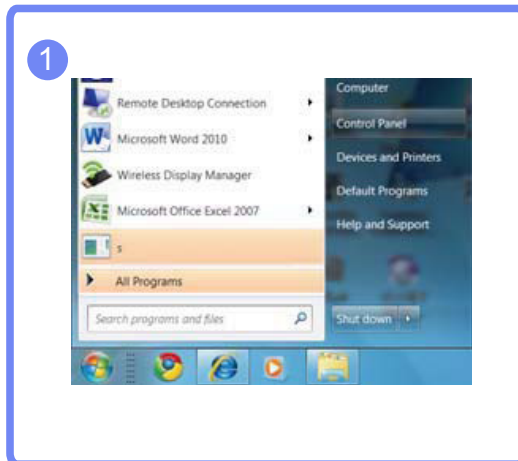 1
Computer
Remote Desktop Connection
Control Panel
Microsoft Word 2010
Devices and Printers
Wireless Display Manager
Default Programs
Microsoft Office Excel 2007
Help and Support
s
All Programs
Search programs and files
Shut down